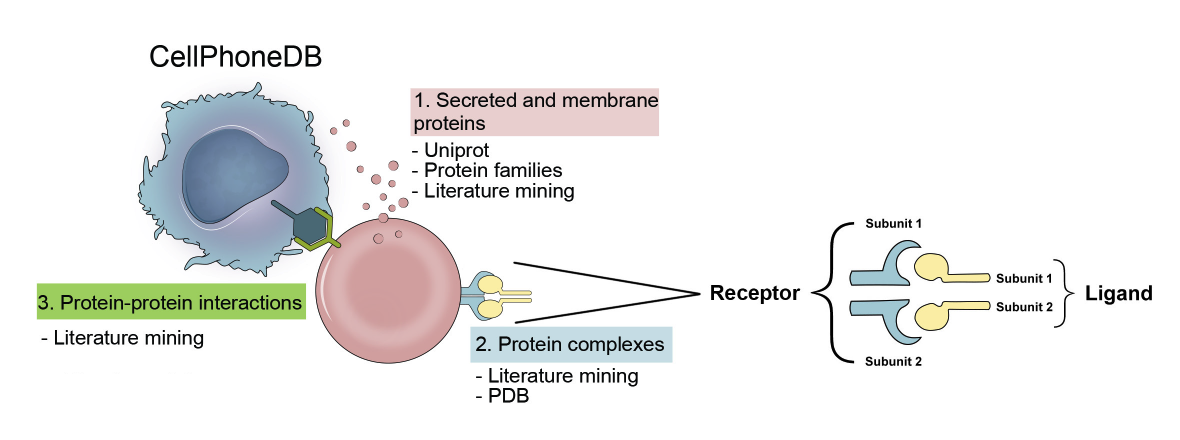 CellPhoneDB
1. Secreted and membrane
proteins
- Uniprot
- Protein families
- Literature mining
3. Protein-protein interactions
- Literature mining
2. Protein complexes
- Literature mining
- PDB
Receptor
Subunit 1
Subunit 2
Subunit 1
Subunit 2
Ligand